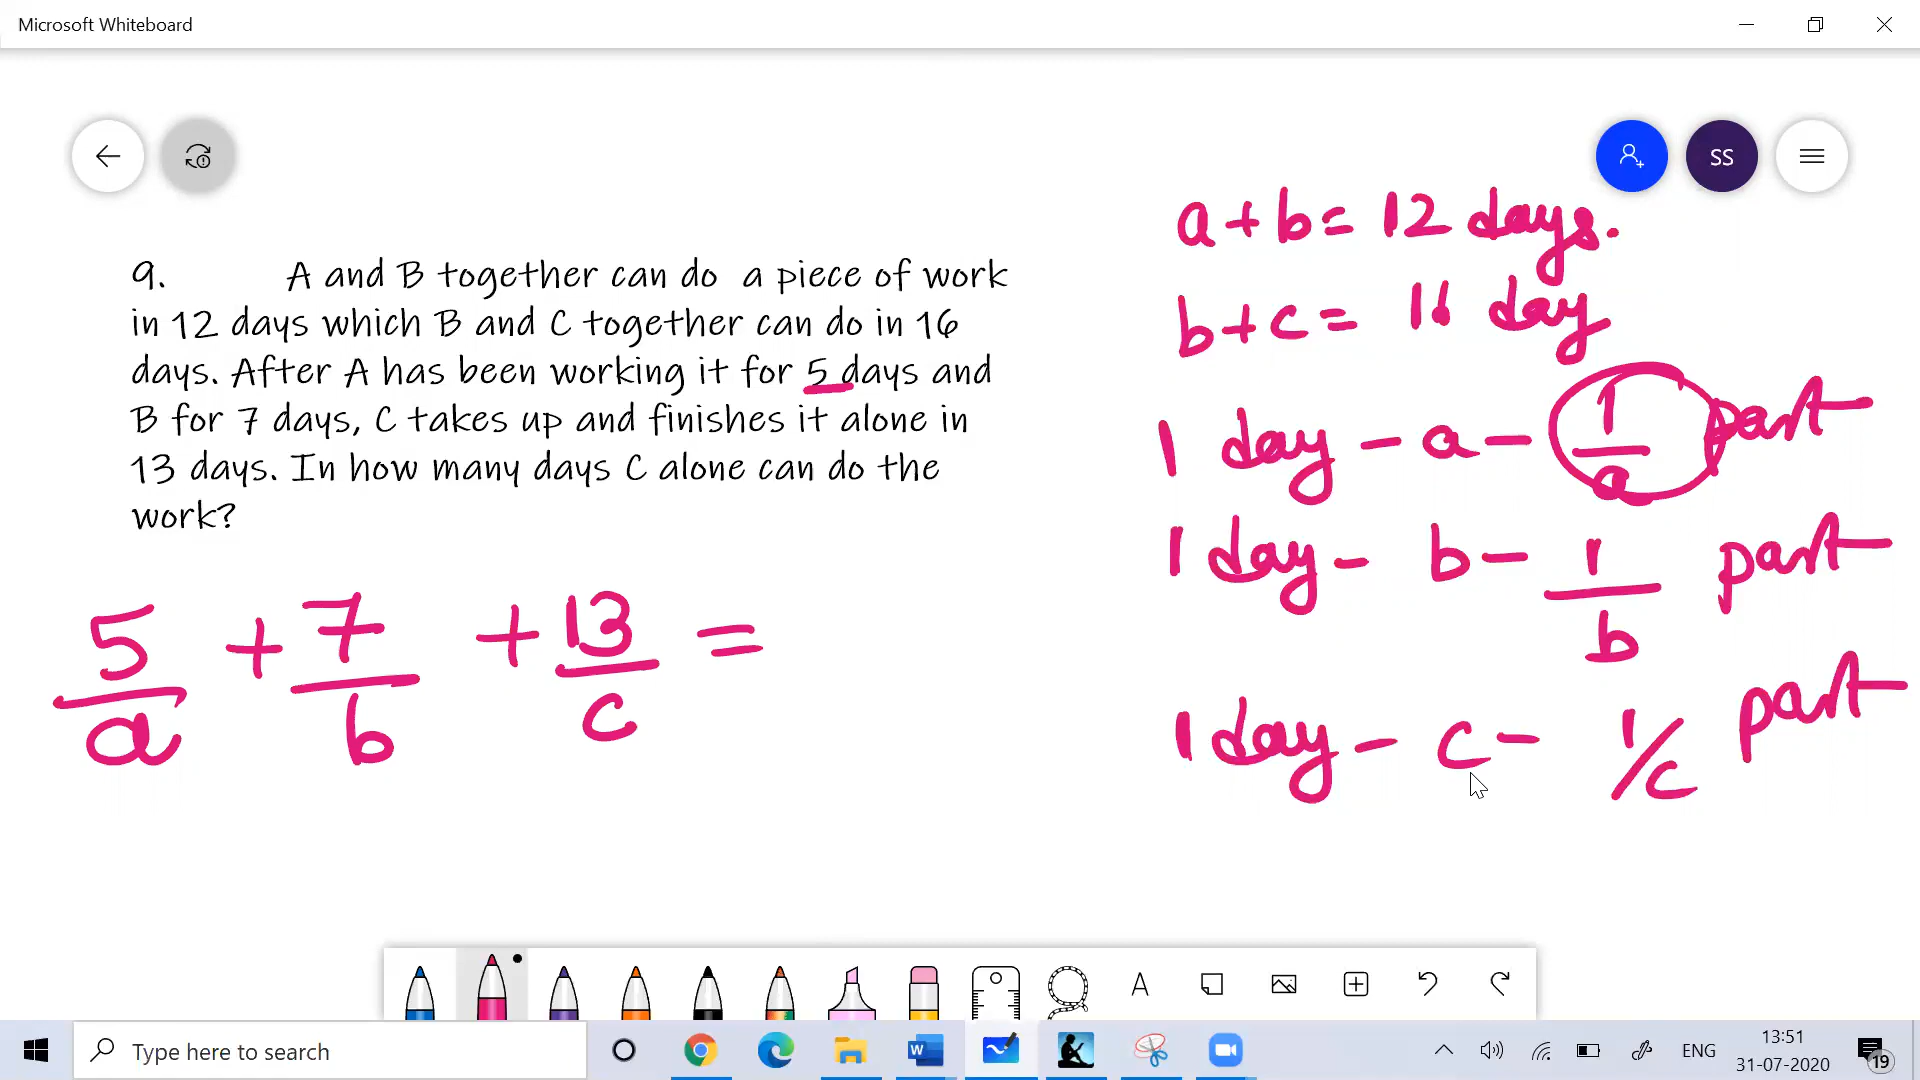 Microsoft Whiteboard
SS
9. A and B together can do a piece of work
in 12 days which B and C together can do in 16
days. After A has been working it for 5 days and
B for 7 days, C takes up and finishes it alone in
13 days. In how many days C alone can do the
work?
5/a + 7/b + 13/c =
a + b = 12 days.
b + c = 16 day
1 day - a - 1/a part
1 day - b - 1/b part
1 day - c - 1/c part
A
Type here to search
W
ENG
13:51
31-07-2020
19